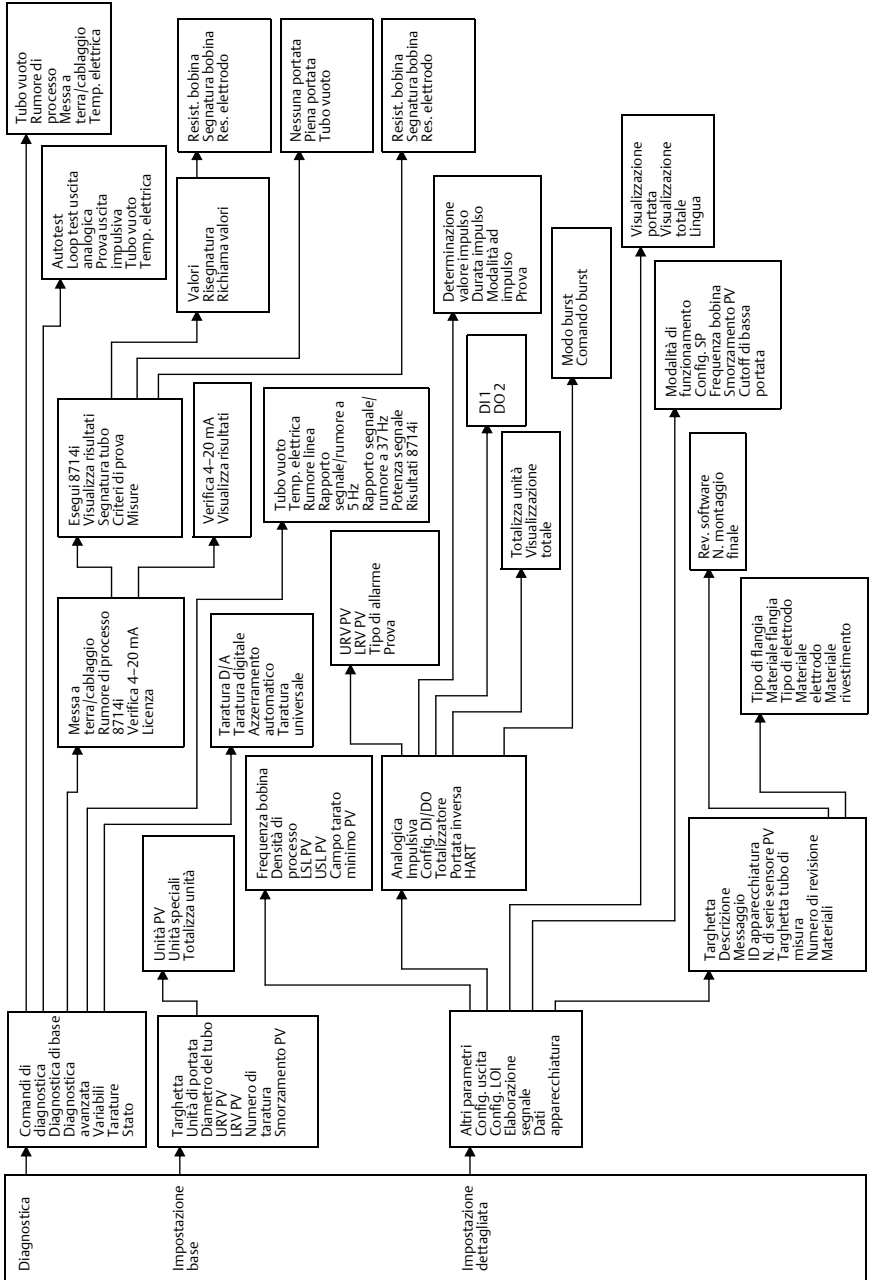 Diagnostica
Impostazione
base
Impostazione
dettagliata
Comandi di
diagnostica
Diagnostica di base
Diagnostica
avanzata
Variabili
Tarature
Stato
Targhetta
Unità di portata
Diametro del tubo
URV PV
LRV PV
Numero di
taratura
Smorzamento PV
Altri parametri
Config. uscita
Config. LOI
Elaborazione
segnale
Dati
apparecchiatura
Unità PV
Unità speciali
Totalizza unità
Messa a
terra/cablaggio
Rumore di processo
8714i
Verifica 4–20 mA
Licenza
Taratura D/A
Taratura digitale
Azzerramento
automatico
Taratura
universale
Frequenza bobina
Densità di
processo
LSL PV
USL PV
Campo tarato
minimo PV
Analogica
Impulsiva
Config. DI/DO
Totalizzatore
Portata inversa
HART
Targhetta
Descrizione
Messaggio
ID apparecchiatura
N. di serie sensore PV
Targhetta tubo di
misura
Numero di revisione
Materiali
Esegui 8714i
Visualizza risultati
Segnatura tubo
Criteri di prova
Misure
Verifica 4–20 mA
Visualizza risultati
Tubo vuoto
Temp. elettrica
Rumore linea
Rapporto
segnale/rumore a
5 Hz
Rapporto segnale/
rumore a 37 Hz
Potenza segnale
Risultati 8714i
URV PV
LRV PV
Tipo di allarme
Prova
Tubo vuoto
Rumore di
processo
Messa a
terra/cablaggio
Temp. elettrica
Autotest
Loop test uscita
analogica
Prova uscita
impulsiva
Tubo vuoto
Temp. elettrica
Valori
Risegnatura
Richiama valori
Resist. bobina
Segnatura bobina
Res. elettrodo
Nessuna portata
Piena portata
Tubo vuoto
Resist. bobina
Segnatura bobina
Res. elettrodo
Determinazione
valore impulso
Durata impulso
Modalità ad
impulso
Prova
DI 1
DO 2
Totalizza unità
Visualizzazione
totale
Modo burst
Comando burst
Visualizzazione
portata
Visualizzazione
totale
Lingua
Modalità di
funzionamento
Config. SP
Frequenza bobina
Smorzamento PV
Cutoff di bassa
portata
Rev. software
N. montaggio
finale
Tipo di flangia
Materiale flangia
Tipo di elettrodo
Materiale
elettrodo
Materiale
rivestimento